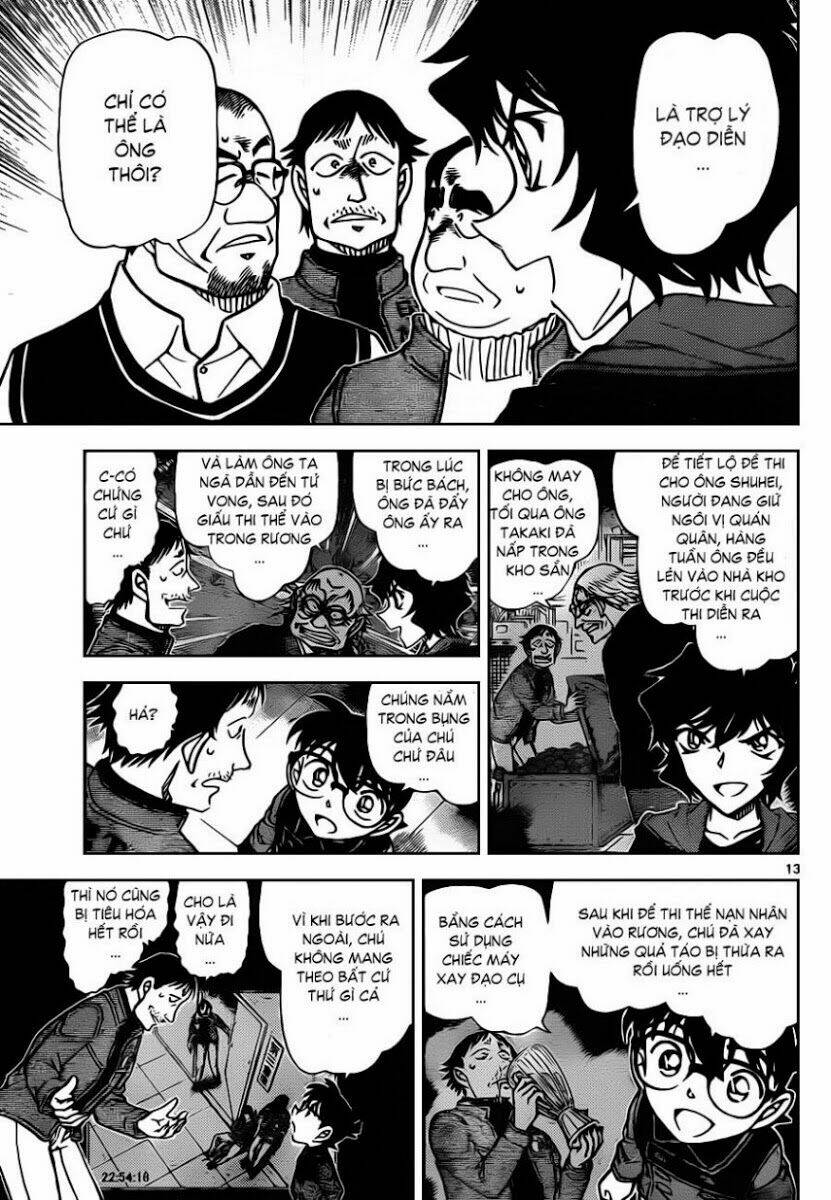 LÀ TRỢ LÝ
ĐẠO DIỄN
...
CHỈ CÓ
THỂ LÀ
ÔNG
THÔI?
ĐỂ TIẾT LỘ ĐỀ THI
CHO ÔNG SHUHEI,
NGƯỜI ĐANG GIỮ
NGÔI VỊ QUÁN
QUÂN, HÀNG
TUẦN ÔNG ĐỀU
LẺN VÀO NHÀ KHO
TRƯỚC KHI CUỘC
THI DIỄN RA
...
KHÔNG MAY
CHO ÔNG,
TỐI QUA ÔNG
TAKAKI ĐÃ
NẤP TRONG
KHO SẴN
...
TRONG LÚC
BỊ BỨC BÁCH,
ÔNG ĐÃ ĐẨY
ÔNG ẤY RA
...
VÀ LÀM ÔNG TA
NGÃ DẪN ĐẾN TỬ
VONG, SAU ĐÓ
GIẤU THI THỂ VÀO
TRONG RƯƠNG
...
C-CÓ
CHỨNG
CỨ GÌ
CHỨ
...
CHÚNG NẰM
TRONG BỤNG
CỦA CHÚ
CHỨ ĐÂU
...
HẢ?
13
SAU KHI ĐỂ THI THỂ NẠN NHÂN
VÀO RƯƠNG, CHÚ ĐÃ XAY
NHỮNG QUẢ TÁO BỊ THỪA RA
RỒI UỐNG HẾT
...
BẰNG CÁCH
SỬ DỤNG
CHIẾC MÁY
XAY ĐẠO CỤ
...
VÌ KHI BƯỚC RA
NGOÀI, CHÚ
KHÔNG MANG
THEO BẤT CỨ
THỨ GÌ CẢ
...
CHO LÀ
VẬY ĐI
NỮA
...
THÌ NÓ CŨNG
BỊ TIÊU HÓA
HẾT RỒI
...
22:54:18